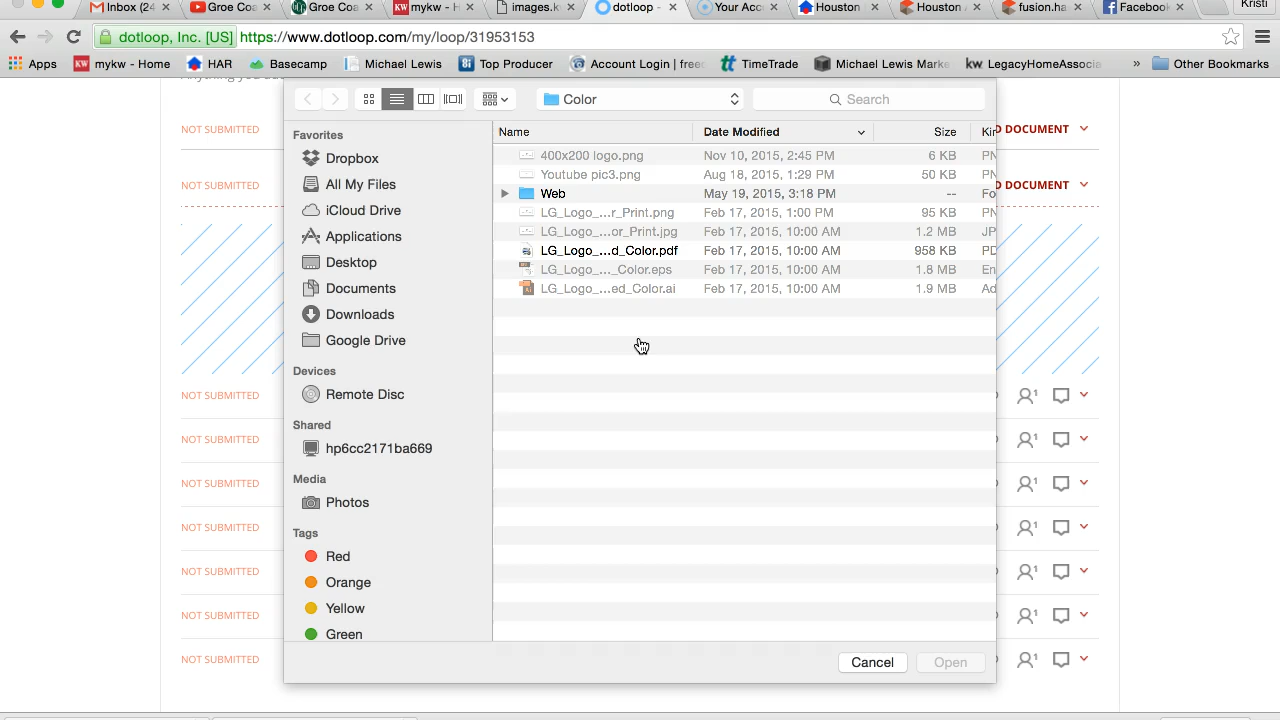 Inbox (24 × Groe Coa × Groe Coa × mykw - H × images.k × dotloop - × Your Ac × Houston × Houston × fusion.ha × Facebook × Kristi
dotloop, Inc. [US] https://www.dotloop.com/my/loop/31953153
Apps mykw - Home HAR Basecamp Michael Lewis Top Producer Account Login | free TimeTrade Michael Lewis Marke kw LegacyHomeAssocia » Other Bookmarks
Color Search
Favorites
Dropbox
All My Files
iCloud Drive
Applications
Desktop
Documents
Downloads
Google Drive
Devices
Remote Disc
Shared
hp6cc2171ba669
Media
Photos
Tags
Red
Orange
Yellow
Green
Name Date Modified Size Kin
400x200 logo.png Nov 10, 2015, 2:45 PM 6 KB PN
Youtube pic3.png Aug 18, 2015, 1:29 PM 50 KB PN
Web May 19, 2015, 3:18 PM -- Fo
LG_Logo_...r_Print.png Feb 17, 2015, 1:00 PM 95 KB PN
LG_Logo_...or_Print.jpg Feb 17, 2015, 10:00 AM 1.2 MB JP
LG_Logo_...d_Color.pdf Feb 17, 2015, 10:00 AM 958 KB PD
LG_Logo_..._Color.eps Feb 17, 2015, 10:00 AM 1.8 MB En
LG_Logo_...ed_Color.ai Feb 17, 2015, 10:00 AM 1.9 MB Ad
Cancel Open
NOT SUBMITTED D DOCUMENT
NOT SUBMITTED D DOCUMENT
NOT SUBMITTED 1
NOT SUBMITTED 1
NOT SUBMITTED 1
NOT SUBMITTED 1
NOT SUBMITTED 1
NOT SUBMITTED 1
NOT SUBMITTED 1